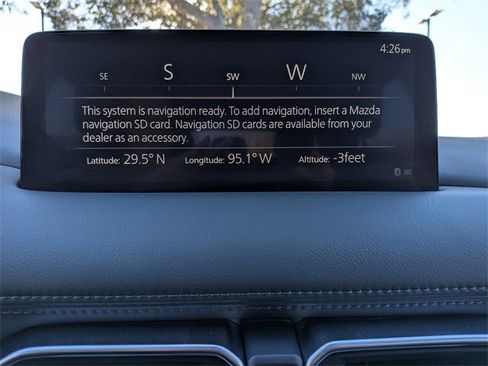 4:26pm
SE S SW W NW
This system is navigation ready. To add navigation, insert a Mazda
navigation SD card. Navigation SD cards are available from your
dealer as an accessory.
Latitude: 29.5° N Longitude: 95.1° W Altitude: -3feet